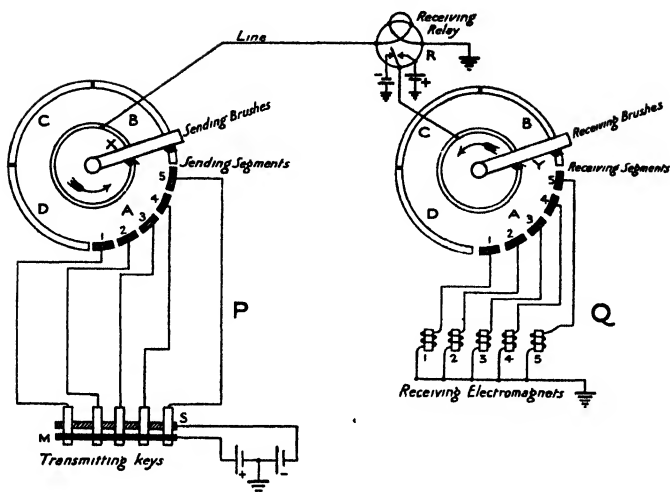 Receiving
Relay
Line
R
- +
C B
Sending Brushes
X
Sending Segments
D A
1 2 3 4 5
C B
Receiving Brushes
Y
Receiving Segments
D A
1 2 3 4 5
P
Q
1 2 3 4 5
Receiving Electromagnets
S
M
Transmitting keys
+ -